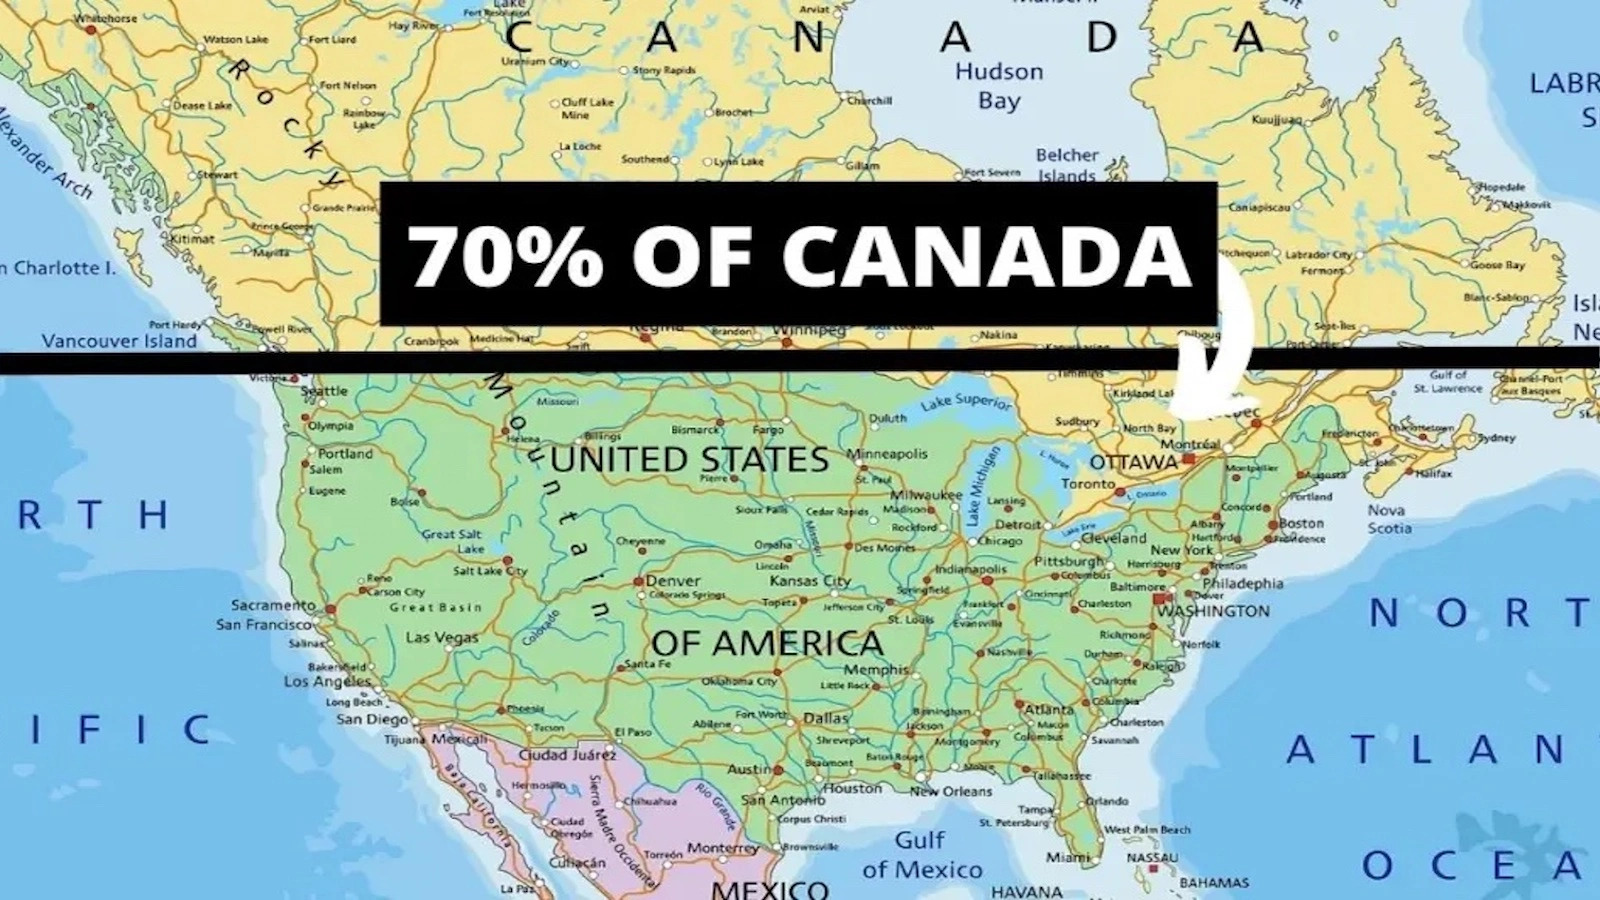 Whitehorse
Watson Lake
Fort Liard
Hay River
Lake
Fort Resolution
Arviat
CANADA
Uranium City
Stony Rapids
Hudson
Bay
LABR
S
Rocky
Fort Nelson
Rainbow
Lake
Dease Lake
Cluff Lake
Mine
Brochet
Churchill
Kuujjuaq
Alexander Arch
La Loche
Southend
Lynn Lake
Gillam
Fort Severn
Belcher
Islands
Stewart
Hopedale
Makkovik
Grande Prairie
Prince George
Kitimat
Caniapiscau
70% OF CANADA
n Charlotte I.
Labrador City
Fermont
Goose Bay
Blanc-Sablon
Isl
Ne
Port Hardy
Powell River
Vancouver Island
Cranbrook
Medicine Hat
Swift
Regina
Brandon
Winnipeg
Nakina
Chiboug
Sept-Îles
Victoria
Seattle
Mountain
Missouri
Lake Superior
Timmins
Kirkland Lak
Gulf of
St. Lawrence
Channel-Port
aux Basques
Olympia
Helena
Billings
Bismarck
Fargo
Duluth
Sudbury
North Bay
Fredericton
Charlottetown
Sydney
Portland
Salem
UNITED STATES
Pierre
Minneapolis
St. Paul
Lake Michigan
L. Huron
Montréal
OTTAWA
Montpellier
Augusta
St. John
Halifax
Eugene
Boise
Sioux Falls
Cedar Rapids
Milwaukee
Madison
Rockford
Lansing
Toronto
L. Ontario
Portland
RTH
Great Salt
Lake
Missouri
Detroit
Lake Erie
Albany
Concord
Boston
Hartford
Providence
Nova
Scotia
Cheyenne
Omaha
Lincoln
Des Moines
Chicago
Cleveland
New York
Salt Lake City
Reno
Carson City
Denver
Colorado Springs
Kansas City
Topeka
Jefferson City
Springfield
Indianapolis
Pittsburgh
Columbus
Harrisburg
Trenton
Philadelphia
Baltimore
Dover
Sacramento
San Francisco
Great Basin
St. Louis
Frankfort
Cincinnati
Evansville
Charleston
WASHINGTON
NORT
Salinas
Las Vegas
Colorado
OF AMERICA
Richmond
Norfolk
Bakersfield
Los Angeles
Santa Fe
Oklahoma City
Memphis
Little Rock
Nashville
Durham
Raleigh
Charlotte
Long Beach
San Diego
Phoenix
Tucson
El Paso
Abilene
Fort Worth
Dallas
Shreveport
Birmingham
Jackson
Montgomery
Atlanta
Macon
Columbus
Columbia
Charleston
Savannah
IFIC
ATLAN
Tijuana
Mexicali
Ciudad Juárez
Austin
Beaumont
Baton Rouge
Mobile
Tallahassee
Baja California
Hermosillo
Sierra Madre Occidental
Chihuahua
Rio Grande
San Antonio
Houston
New Orleans
Tampa
St. Petersburg
Orlando
Ciudad
Obregón
Corpus Christi
West Palm Beach
Culiacán
Torreón
Monterrey
Brownsville
Gulf
of Mexico
Miami
NASSAU
OCEA
La Paz
MEXICO
HAVANA
BAHAMAS